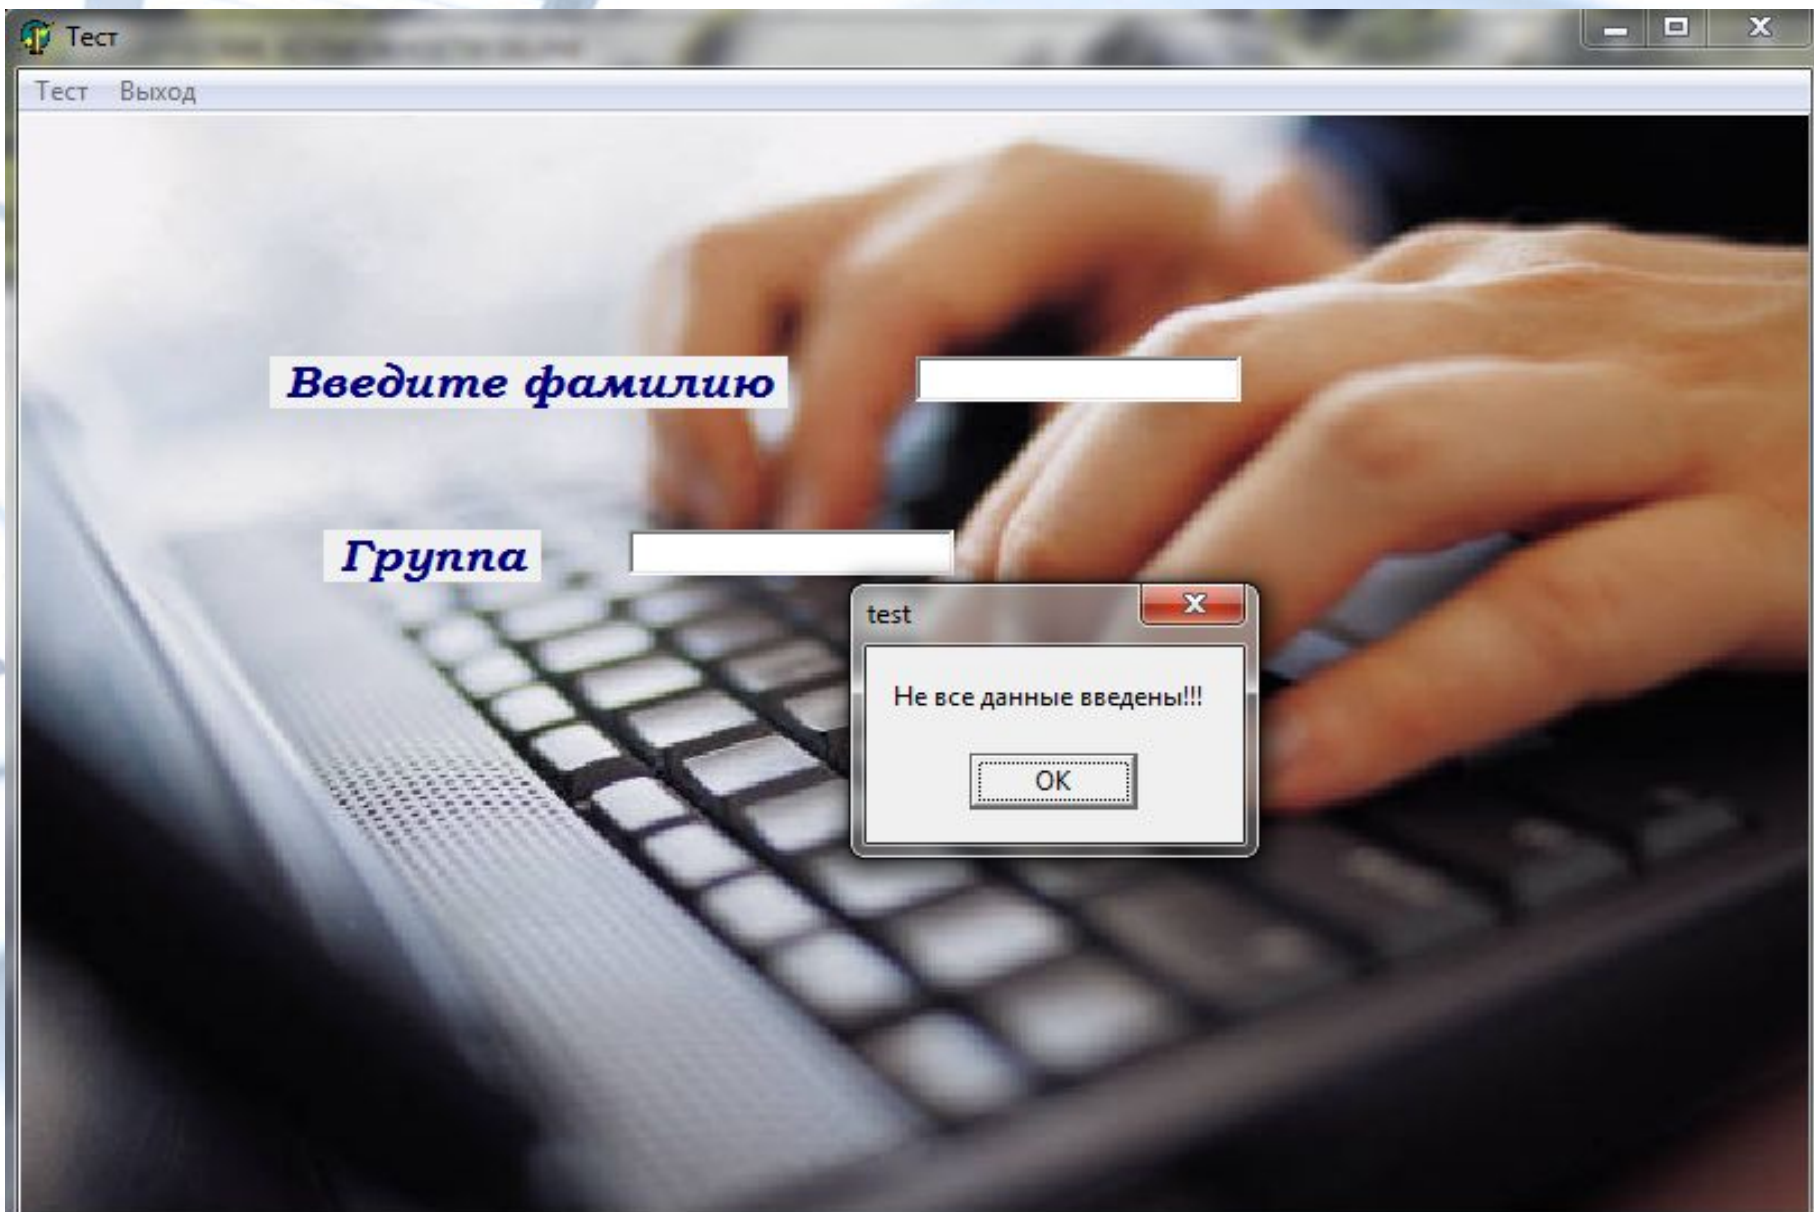 Тест
Тест Выход
Введите фамилию
Группа
test
Не все данные введены!!!
OK